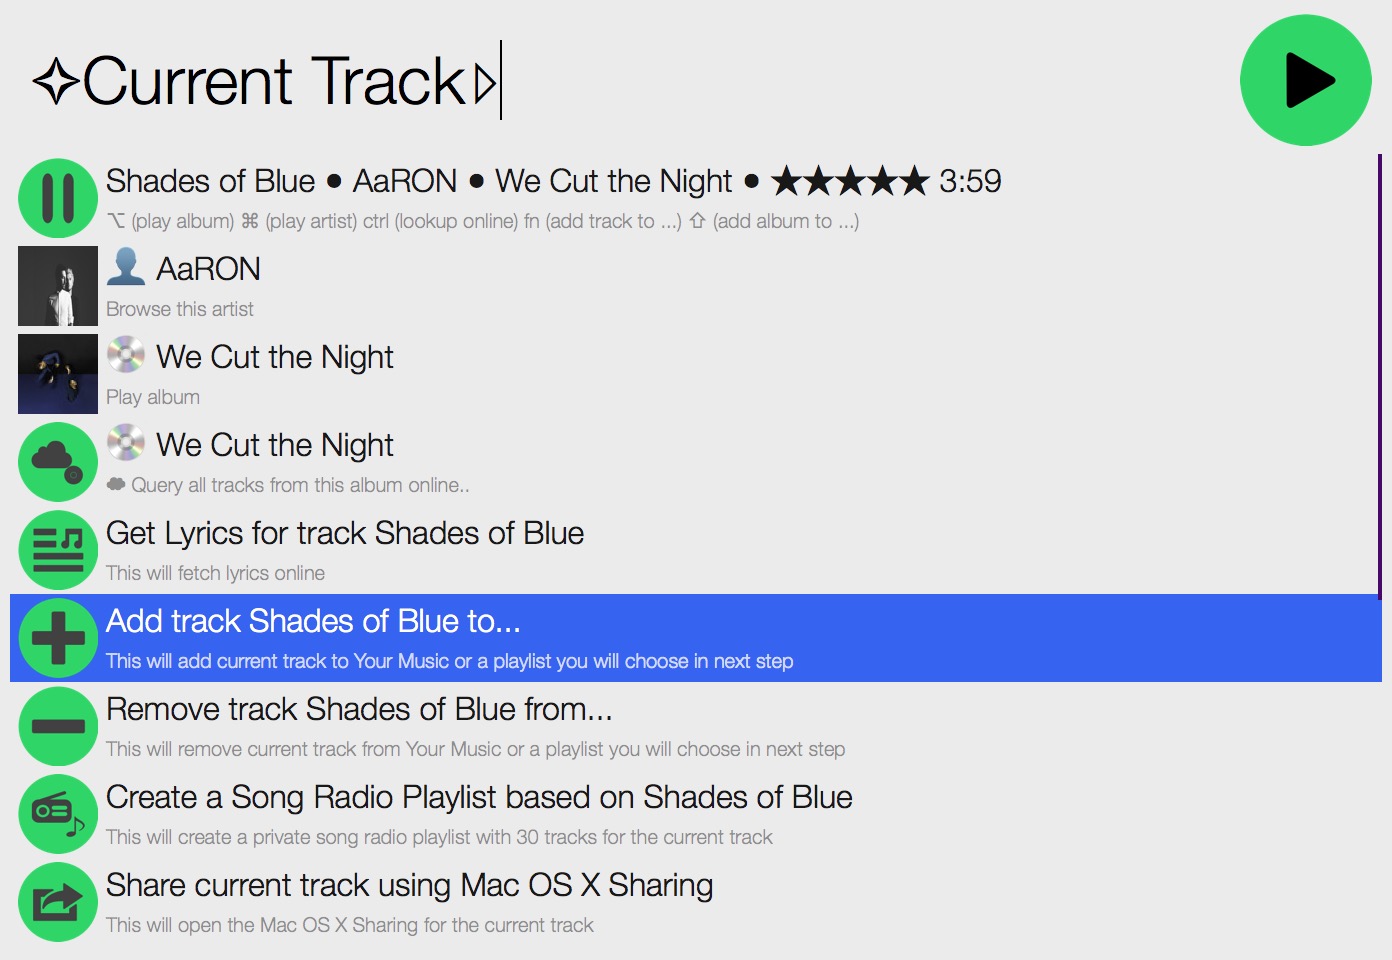 ✧Current Track▹
Shades of Blue ● AaRON ● We Cut the Night ● ★★★★★ 3:59
⌥ (play album) ⌘ (play artist) ctrl (lookup online) fn (add track to ...) ⇧ (add album to ...)
👤 AaRON
Browse this artist
💿 We Cut the Night
Play album
💿 We Cut the Night
☁ Query all tracks from this album online..
Get Lyrics for track Shades of Blue
This will fetch lyrics online
Add track Shades of Blue to...
This will add current track to Your Music or a playlist you will choose in next step
Remove track Shades of Blue from...
This will remove current track from Your Music or a playlist you will choose in next step
Create a Song Radio Playlist based on Shades of Blue
This will create a private song radio playlist with 30 tracks for the current track
Share current track using Mac OS X Sharing
This will open the Mac OS X Sharing for the current track